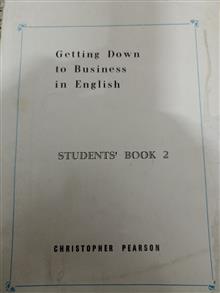 Getting Down
to Business
in English
STUDENTS' BOOK 2
CHRISTOPHER PEARSON